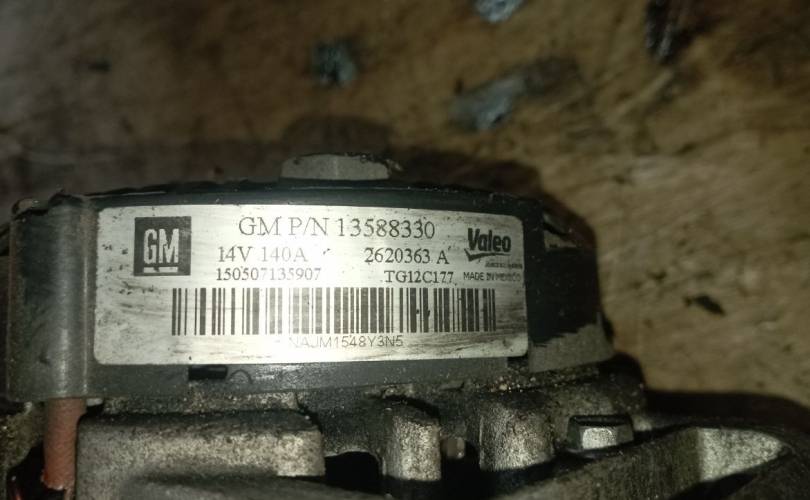 GM
GM P/N 13588330
14V 140A 2620363 A
Valeo
150507135907 TG12C177 MADE IN MEXICO
NAJM1548Y3N5